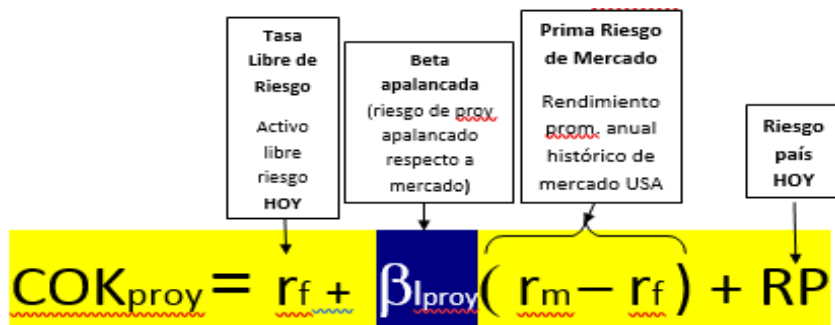 Tasa
Libre de
Riesgo
Activo
libre
riesgo
HOY
Beta
apalancada
(riesgo de proy
apalancado
respecto a
mercado)
Prima Riesgo
de Mercado
Rendimiento
prom. anual
histórico de
mercado USA
Riesgo
país
HOY
COKproy = rf + βlproy( rm – rf ) + RP